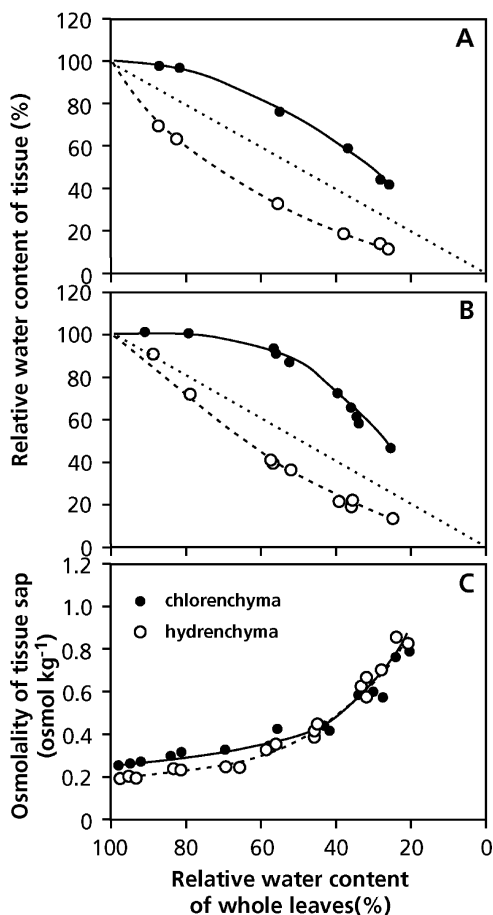 A
120
100
80
60
40
20
0
Relative water content of tissue (%)
B
120
100
80
60
40
20
0
C
1.2
1.0
0.8
0.6
0.4
0.2
0
Osmolality of tissue sap
(osmol kg-1)
chlorenchyma
hydrenchyma
100 80 60 40 20 0
Relative water content
of whole leaves(%)